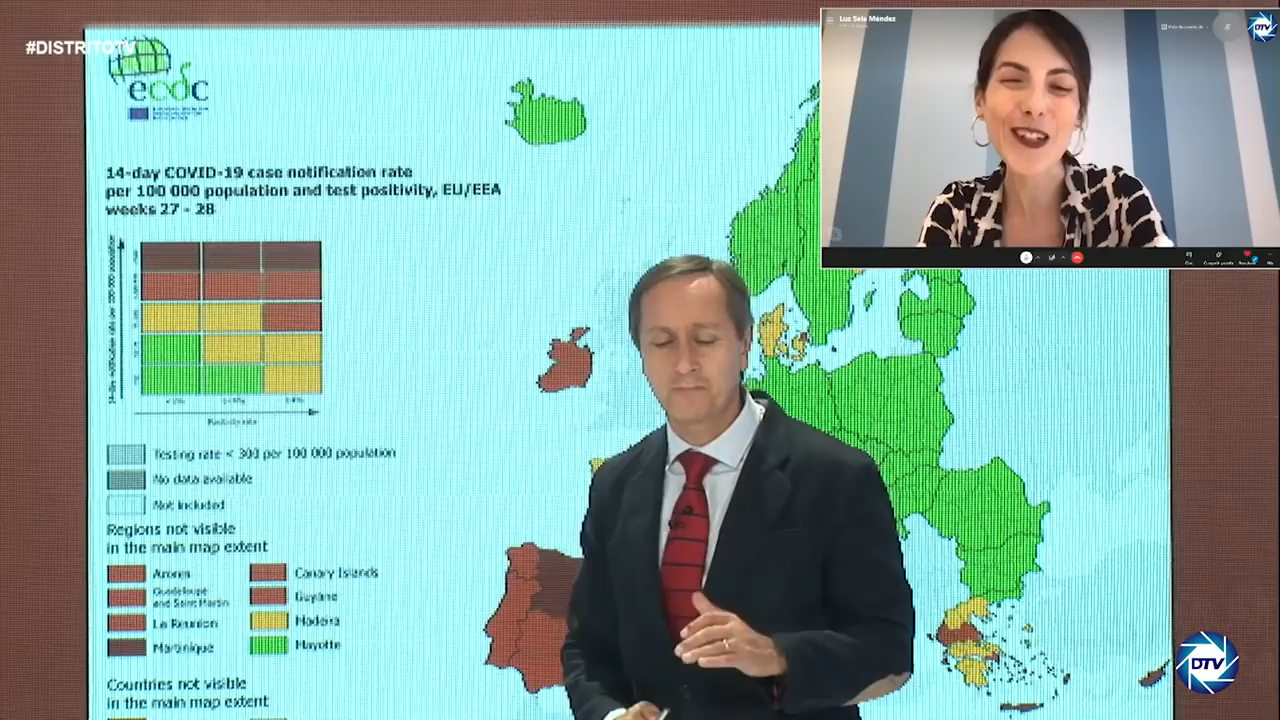 #DISTRITOTV
Luz Sela Méndez
DTV
ecdc
14-day COVID-19 case notification rate
per 100 000 population and test positivity, EU/EEA
weeks 27 - 28
Positivity rate
Testing rate < 300 per 100 000 population
No data available
Not included
Regions not visible
in the main map extent
Azores
Canary Islands
Guadeloupe
and Saint Martin
Guyane
La Reunion
Madeira
Martinique
Mayotte
Countries not visible
in the main map extent
DTV